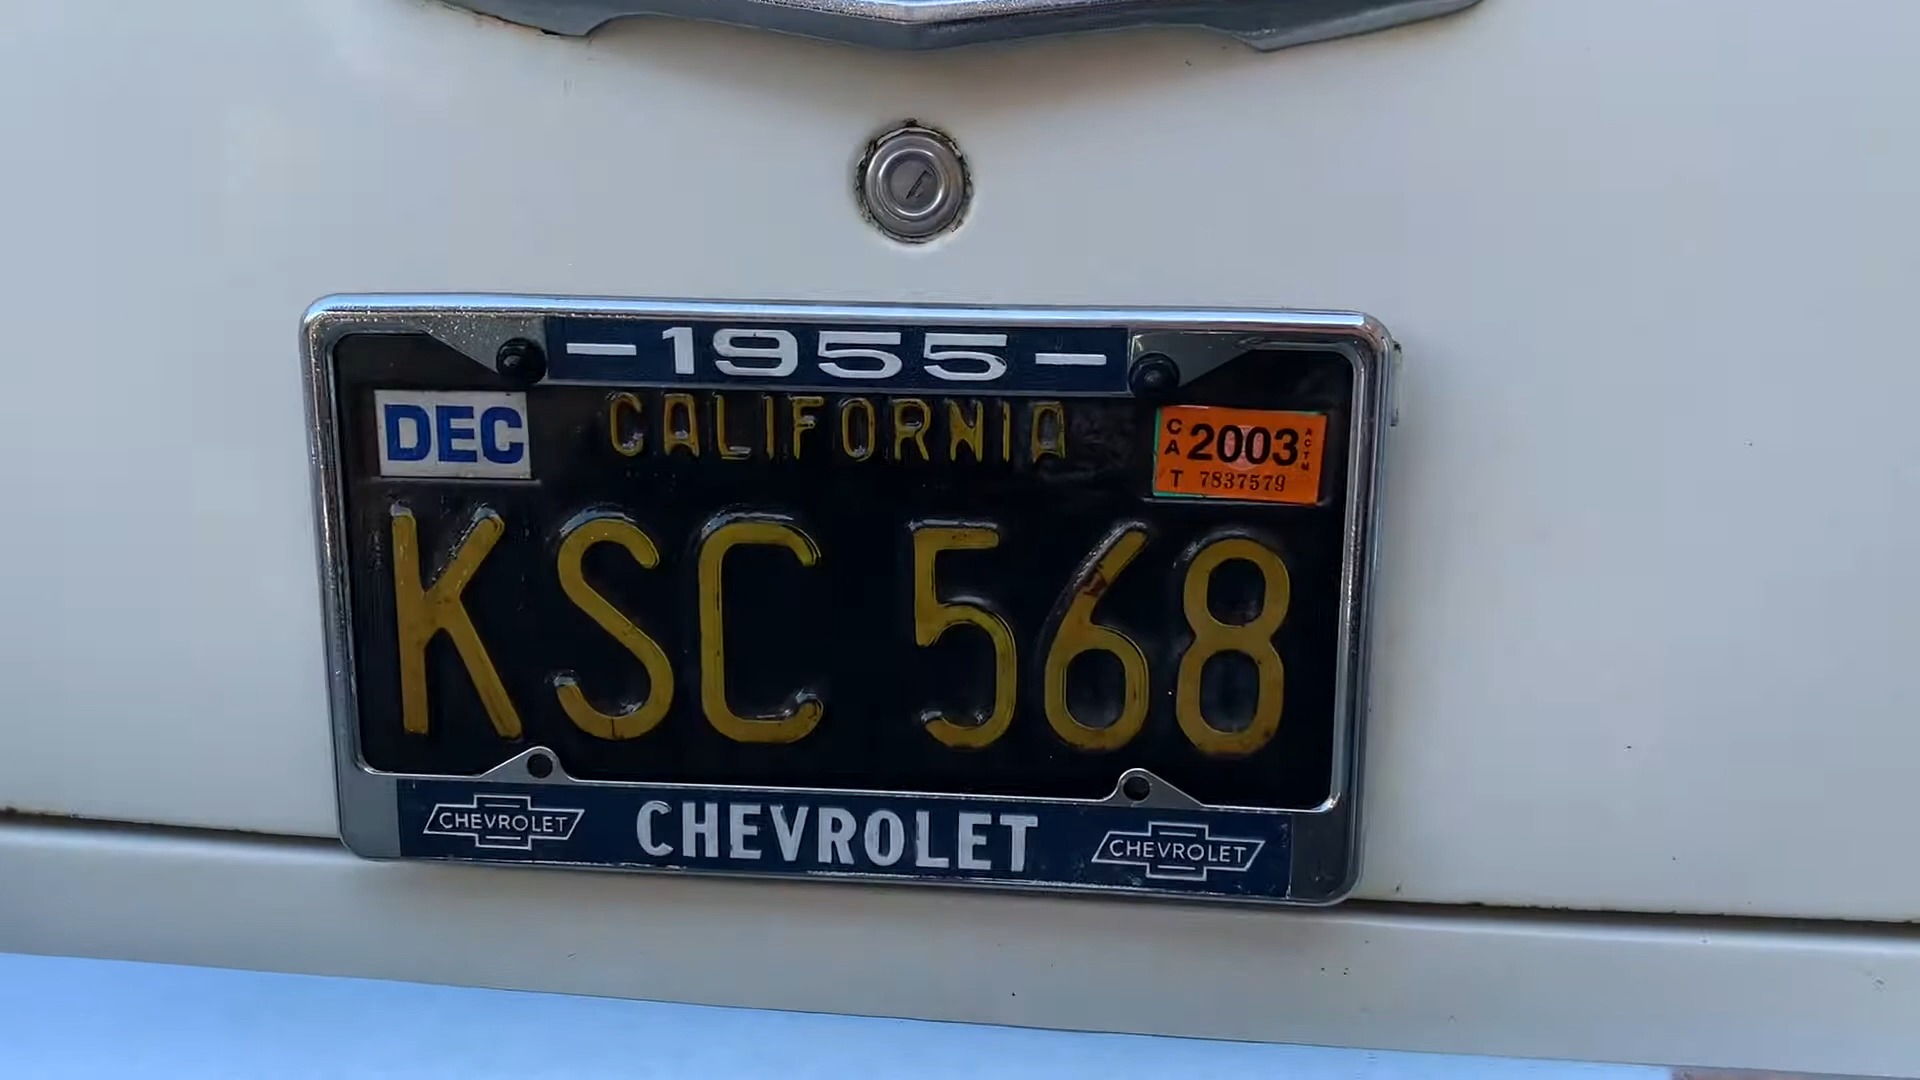 -1955-
DEC
CALIFORNIA
CA 2003
T 7837579
KSC 568
CHEVROLET CHEVROLET CHEVROLET